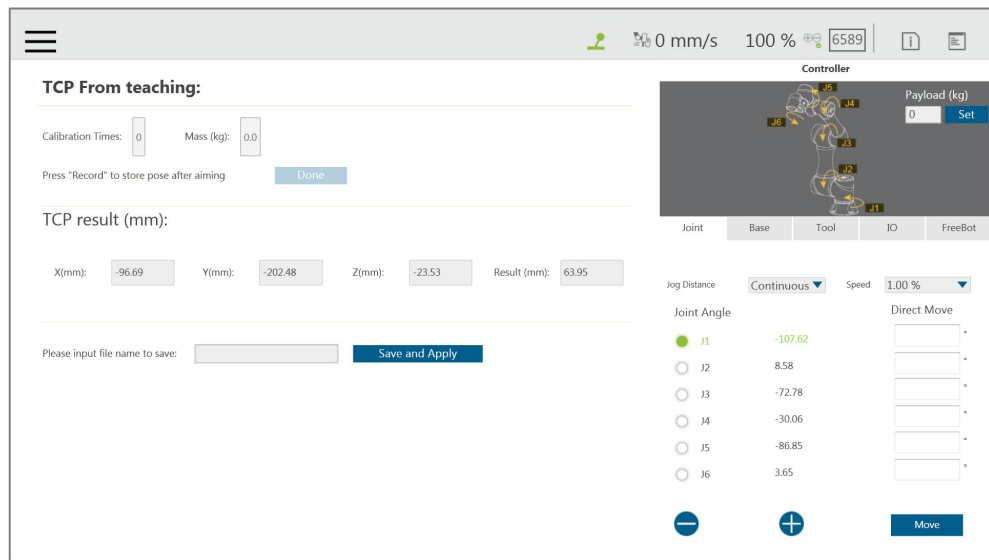 0 mm/s 100 % 6589
TCP From teaching:
Calibration Times: 0 Mass (kg): 0.0
Press "Record" to store pose after aiming Done
TCP result (mm):
X(mm): -96.69 Y(mm): -202.48 Z(mm): -23.53 Result (mm): 63.95
Please input file name to save: Save and Apply
Controller
J5
J4
J6
J3
J2
J1
Payload (kg)
0 Set
Joint Base Tool IO FreeBot
Jog Distance Continuous Speed 1.00 %
Joint Angle Direct Move
J1 -107.62 °
J2 8.58 °
J3 -72.78 °
J4 -30.06 °
J5 -86.85 °
J6 3.65 °
Move